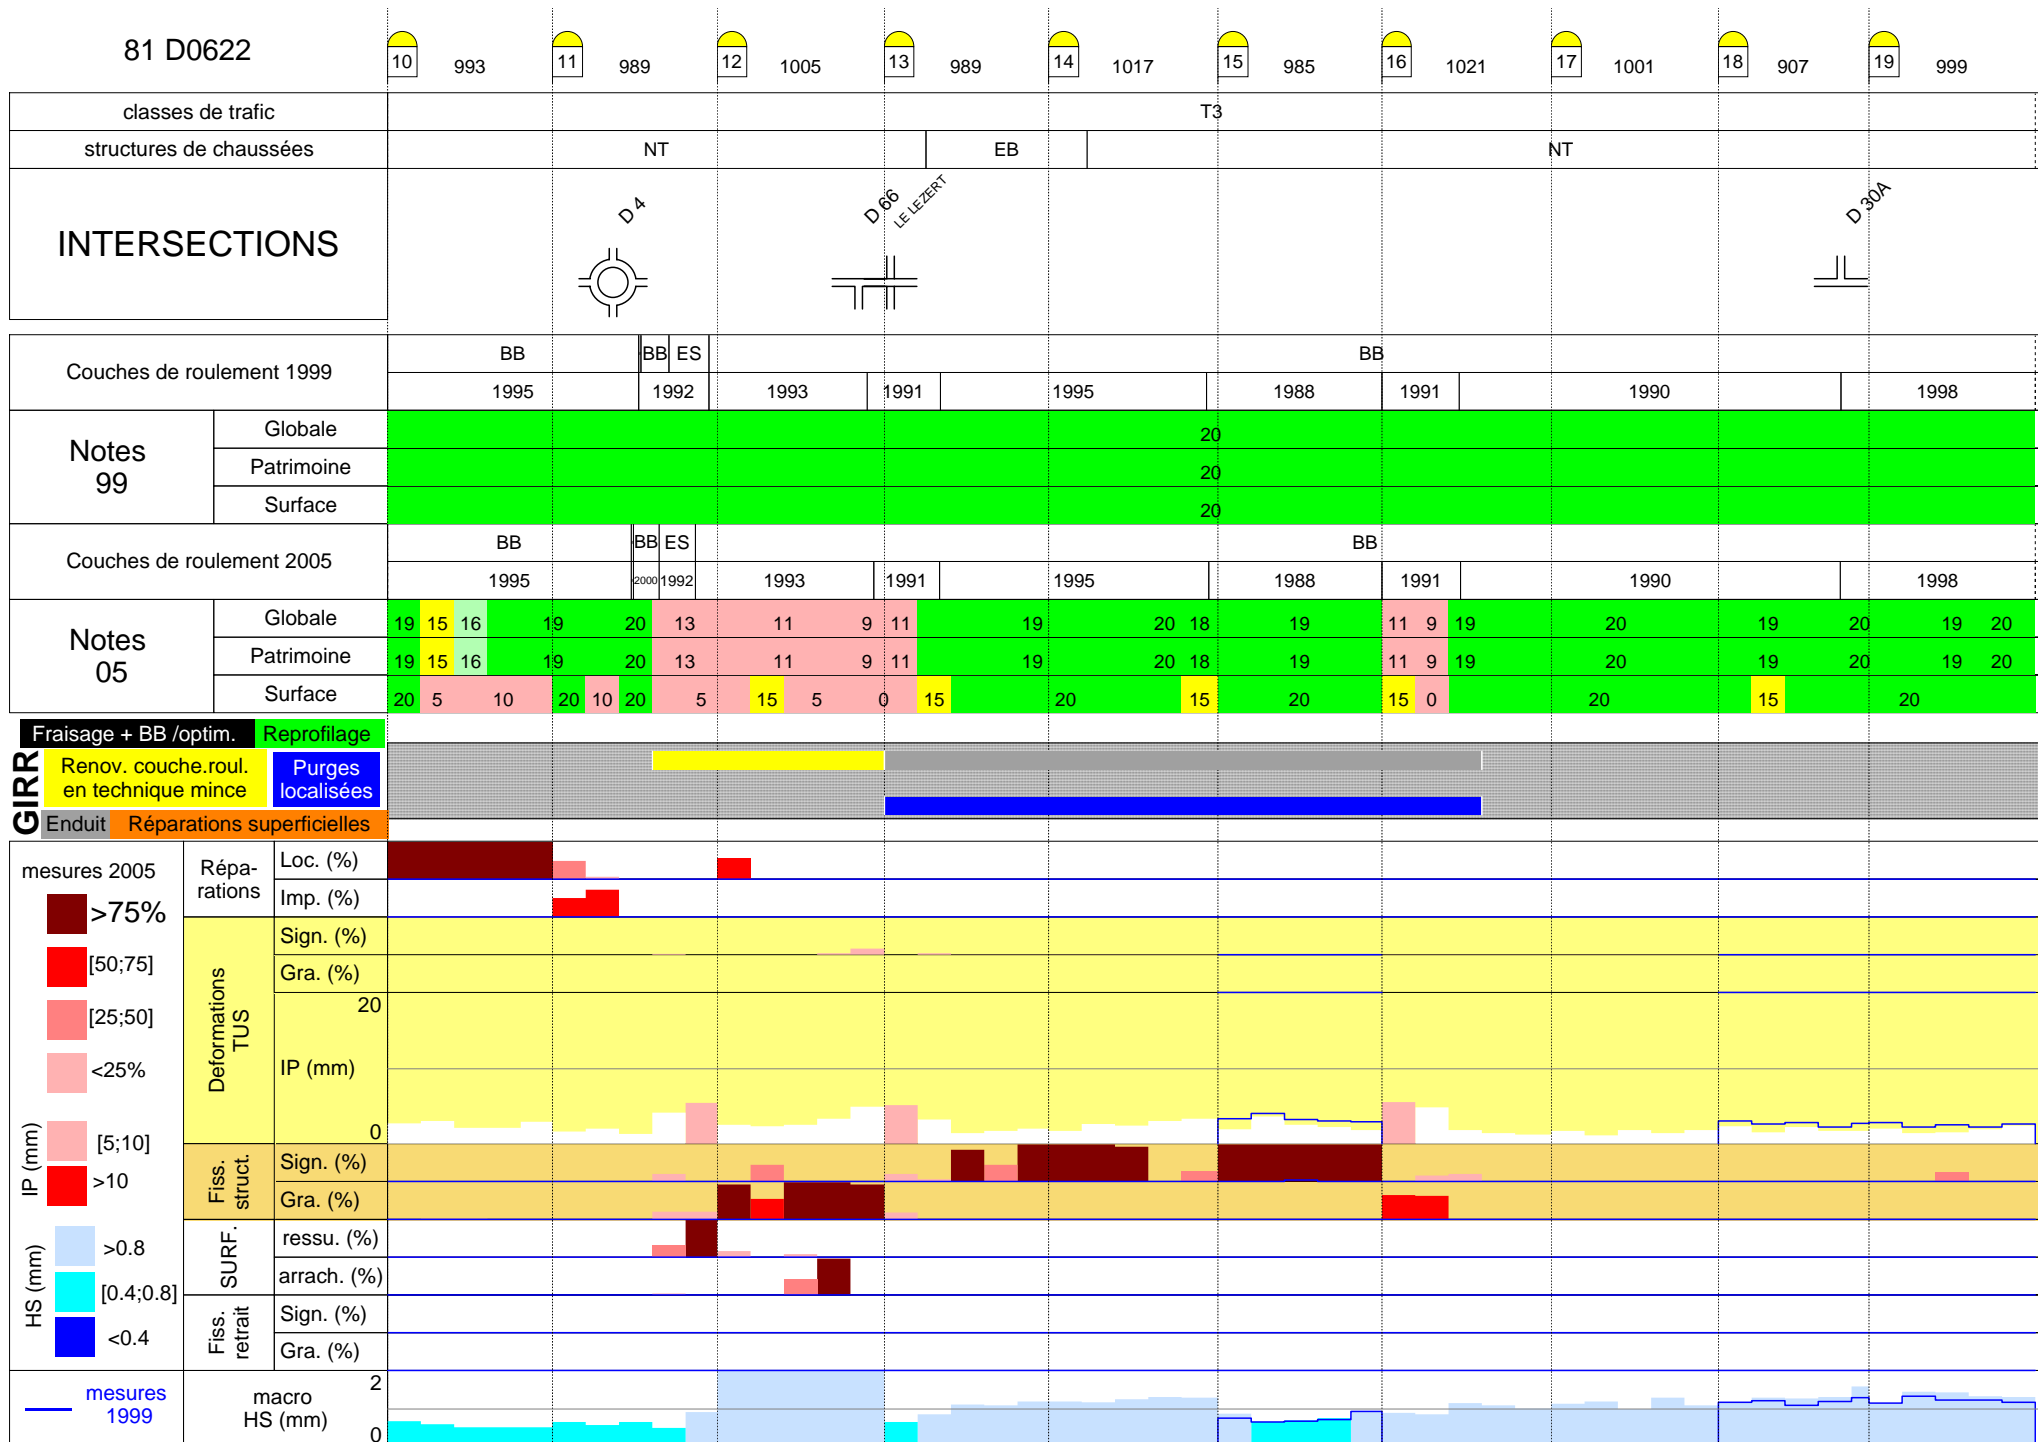 81 D0622
10 993 11 989 12 1005 13 989 14 1017 15 985 16 1021 17 1001 18 907 19 999
classes de trafic T3
structures de chaussées NT EB NT
INTERSECTIONS
D 4
D 66
LE LEZERT
D 30A
Couches de roulement 1999
BB BB ES BB
1995 1992 1993 1991 1995 1988 1991 1990 1998
Notes
99
Globale 20
Patrimoine 20
Surface 20
Couches de roulement 2005
BB BB ES BB
1995 2000 1992 1993 1991 1995 1988 1991 1990 1998
Notes
05
Globale 19 15 16 19 20 13 11 9 11 19 20 18 19 11 9 19 20 19 20 19 20
Patrimoine 19 15 16 19 20 13 11 9 11 19 20 18 19 11 9 19 20 19 20 19 20
Surface 20 5 10 20 10 20 5 15 5 0 15 20 15 20 15 0 20 15 20
GIRR
Fraisage + BB /optim. Reprofilage
Renov. couche.roul.
en technique mince
Purges
localisées
Enduit Réparations superficielles
mesures 2005
>75%
[50;75]
[25;50]
<25%
IP (mm)
[5;10]
>10
HS (mm)
>0.8
[0.4;0.8]
<0.4
mesures
1999
Répa-
rations
Loc. (%)
Imp. (%)
Deformations
TUS
Sign. (%)
Gra. (%)
20
IP (mm)
0
Fiss.
struct.
Sign. (%)
Gra. (%)
SURF.
ressu. (%)
arrach. (%)
Fiss.
retrait
Sign. (%)
Gra. (%)
macro
HS (mm)
2
0